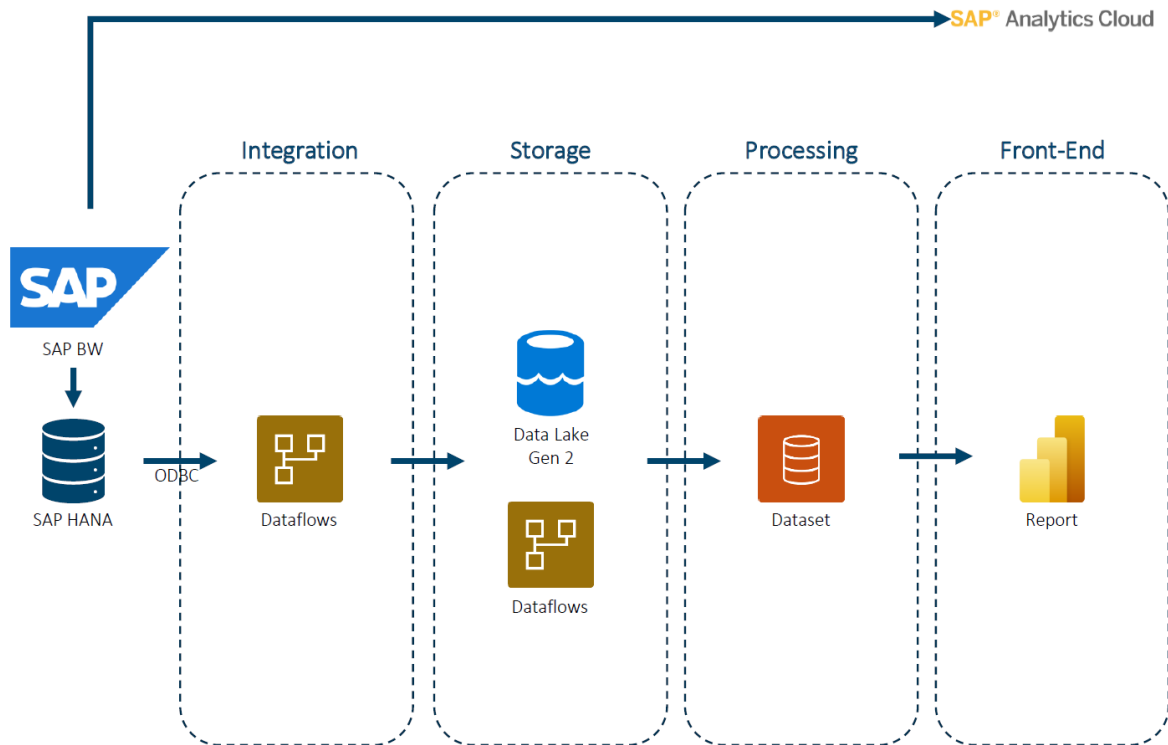 SAP® Analytics Cloud
Integration
Storage
Processing
Front-End
SAP
SAP BW
SAP HANA
ODBC
Dataflows
Data Lake
Gen 2
Dataflows
Dataset
Report